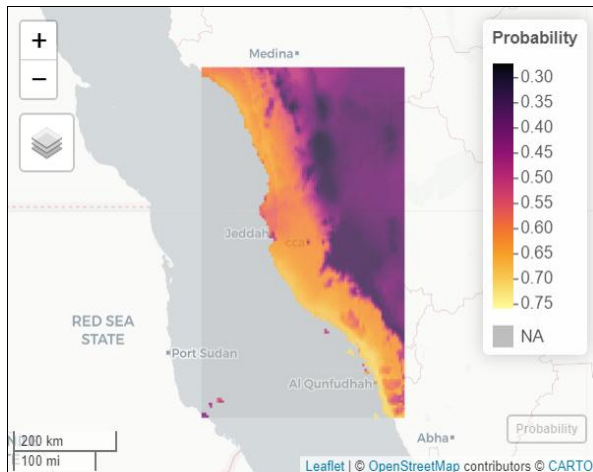 +
−
Medina
Probability
0.30
0.35
0.40
0.45
0.50
0.55
0.60
0.65
0.70
0.75
NA
Jeddah
cca
RED SEA
STATE
Port Sudan
Al Qunfudhah
Abha
Probability
200 km
100 mi
Leaflet | © OpenStreetMap contributors © CARTO